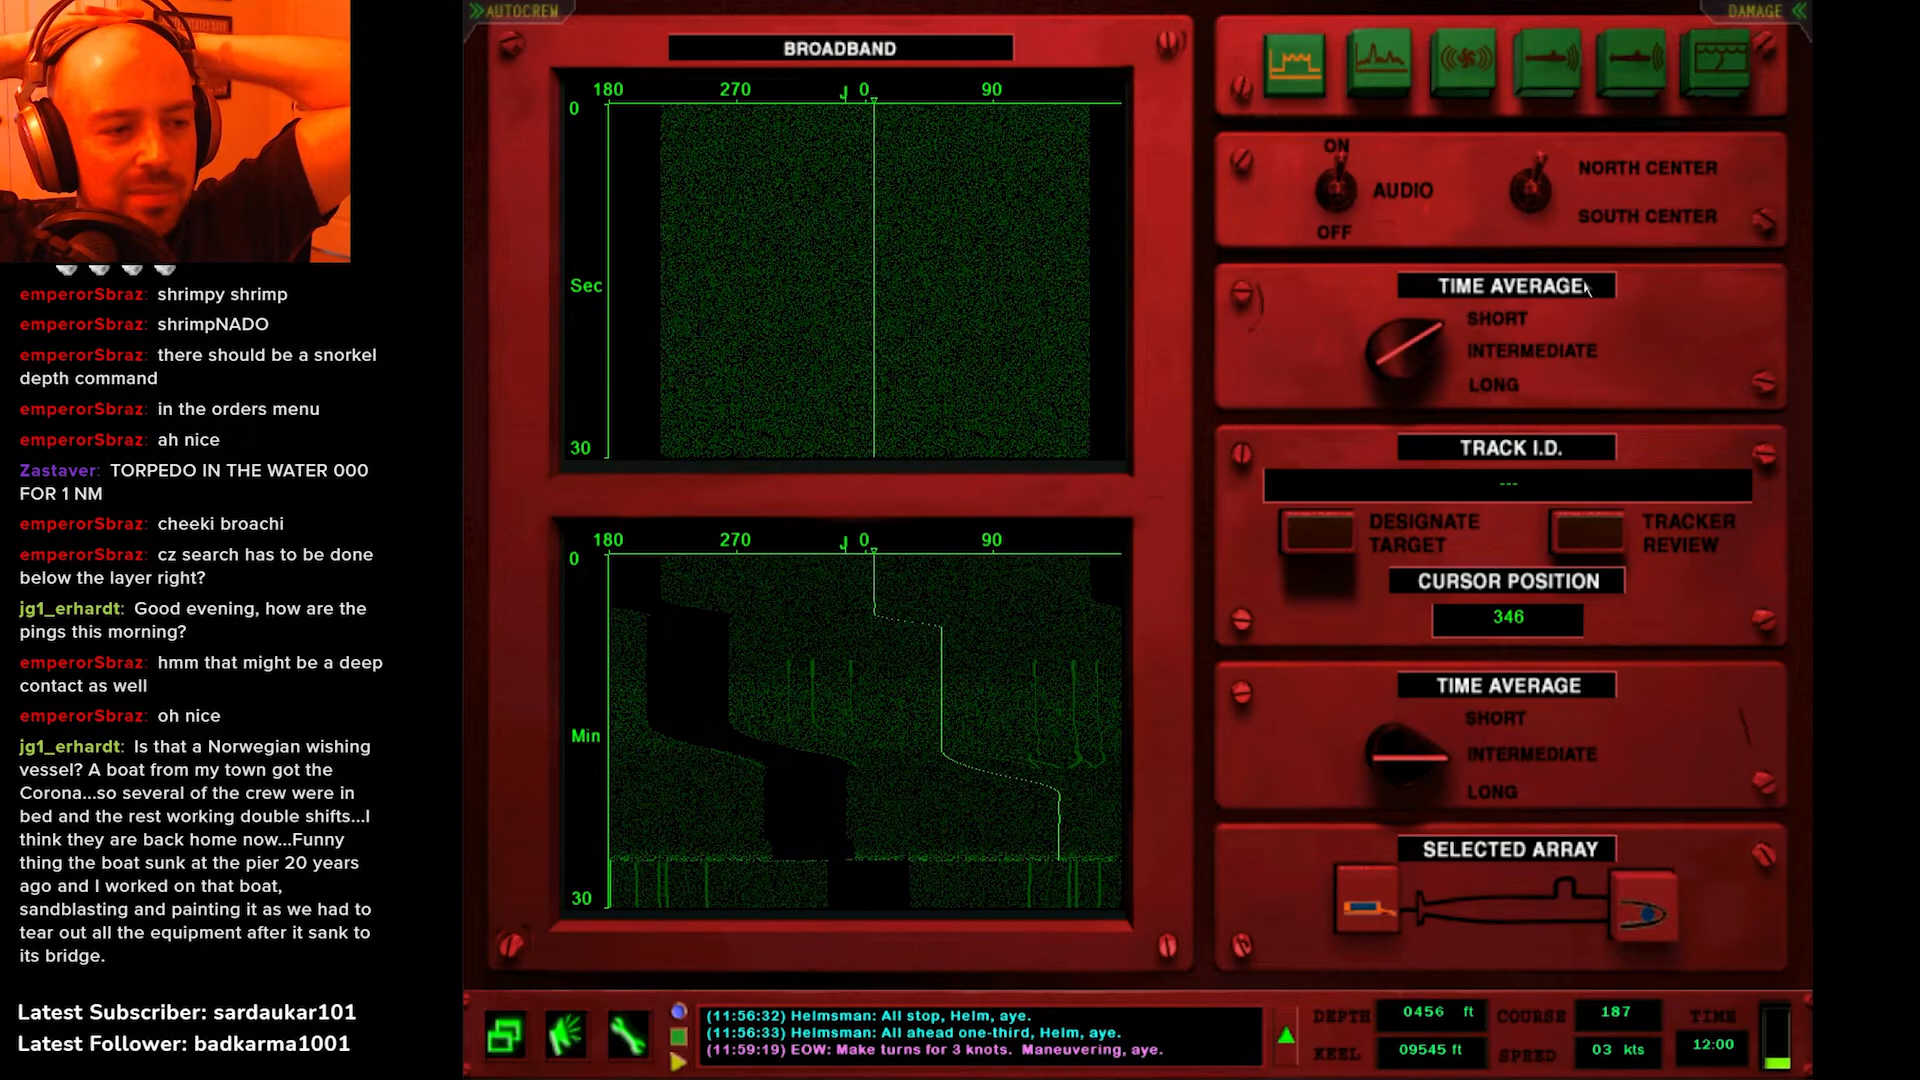 AUTOCREW
DAMAGE
BROADBAND
180 270 0 90
0
Sec
30
180 270 0 90
0
Min
30
ON
AUDIO
OFF
NORTH CENTER
SOUTH CENTER
TIME AVERAGE
SHORT
INTERMEDIATE
LONG
TRACK I.D.
---
DESIGNATE
TARGET
TRACKER
REVIEW
CURSOR POSITION
346
TIME AVERAGE
SHORT
INTERMEDIATE
LONG
SELECTED ARRAY
emperorSbraz: shrimpy shrimp
emperorSbraz: shrimpNADO
emperorSbraz: there should be a snorkel
depth command
emperorSbraz: in the orders menu
emperorSbraz: ah nice
Zastaver: TORPEDO IN THE WATER 000
FOR 1 NM
emperorSbraz: cheeki broachi
emperorSbraz: cz search has to be done
below the layer right?
jg1_erhardt: Good evening, how are the
pings this morning?
emperorSbraz: hmm that might be a deep
contact as well
emperorSbraz: oh nice
jg1_erhardt: Is that a Norwegian wishing
vessel? A boat from my town got the
Corona...so several of the crew were in
bed and the rest working double shifts...I
think they are back home now...Funny
thing the boat sunk at the pier 20 years
ago and I worked on that boat,
sandblasting and painting it as we had to
tear out all the equipment after it sank to
its bridge.
Latest Subscriber: sardaukar101
Latest Follower: badkarma1001
(11:56:32) Helmsman: All stop, Helm, aye.
(11:56:33) Helmsman: All ahead one-third, Helm, aye.
(11:59:19) EOW: Make turns for 3 knots. Maneuvering, aye.
DEPTH 0456 ft COURSE 187 TIME
KEEL 09545 ft SPEED 03 kts 12:00